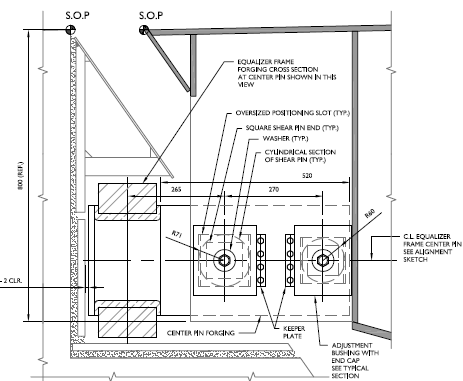 S.O.P
S.O.P
EQUALIZER FRAME
FORGING CROSS SECTION
AT CENTER PIN SHOWN IN THIS
VIEW
OVERSIZED POSITIONING SLOT (TYP.)
SQUARE SHEAR PIN END (TYP.)
WASHER (TYP.)
CYLINDRICAL SECTION
OF SHEAR PIN (TYP.)
800 (REF.)
520
265
270
R71
R60
C.L. EQUALIZER
FRAME CENTER PIN
SEE ALIGNMENT
SKETCH
2 CLR.
CENTER PIN FORGING
KEEPER
PLATE
ADJUSTMENT
BUSHING WITH
END CAP
SEE TYPICAL
SECTION